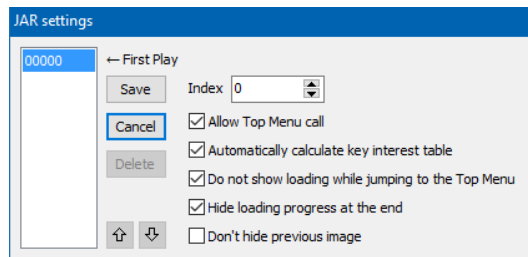 JAR settings
00000
← First Play
Save
Index 0
Cancel
Allow Top Menu call
Automatically calculate key interest table
Delete
Do not show loading while jumping to the Top Menu
Hide loading progress at the end
Don't hide previous image